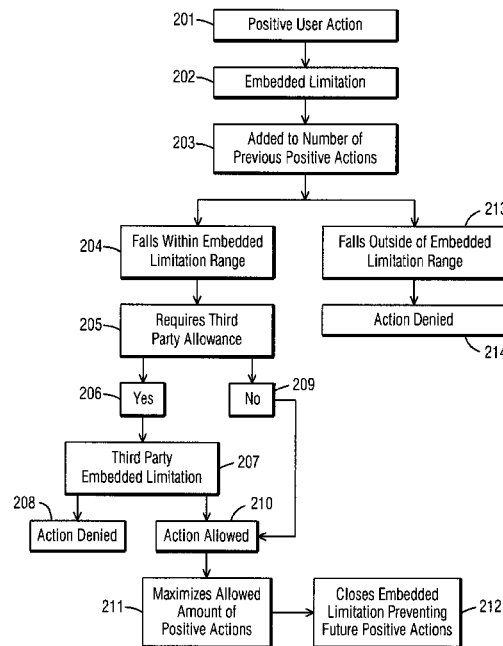 201
Positive User Action
202
Embedded Limitation
203
Added to Number of
Previous Positive Actions
213
204
Falls Within Embedded
Limitation Range
Falls Outside of Embedded
Limitation Range
205
Requires Third
Party Allowance
Action Denied
214
206
Yes
No
209
Third Party
Embedded Limitation
207
208
Action Denied
210
Action Allowed
211
Maximizes Allowed
Amount of
Positive Actions
Closes Embedded
Limitation Preventing
Future Positive Actions
212